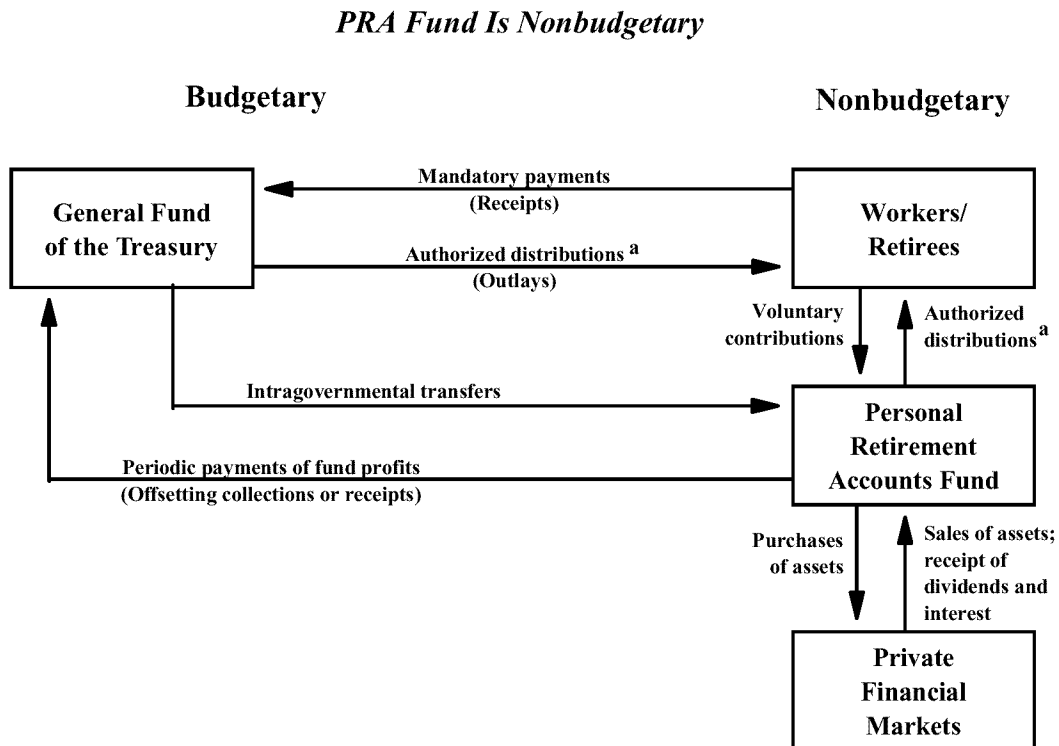 PRA Fund Is Nonbudgetary
Budgetary
Nonbudgetary
General Fund
of the Treasury
Mandatory payments
(Receipts)
Workers/
Retirees
Authorized distributions a
(Outlays)
Voluntary
contributions
Authorized
distributions a
Intragovernmental transfers
Personal
Retirement
Accounts Fund
Periodic payments of fund profits
(Offsetting collections or receipts)
Purchases
of assets
Sales of assets;
receipt of
dividends and
interest
Private
Financial
Markets